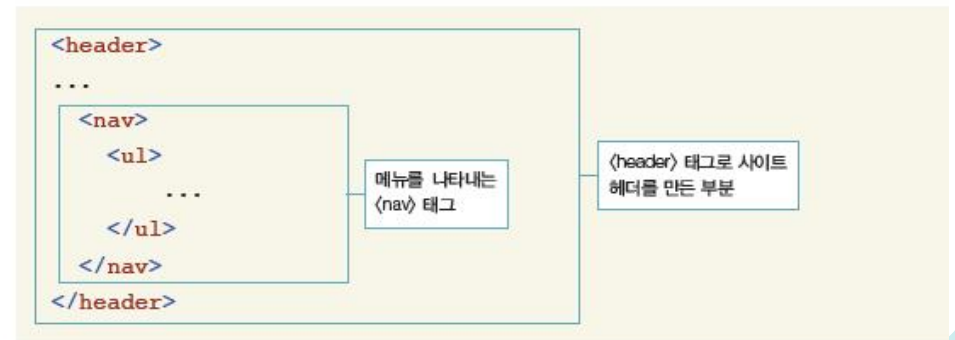 <header>
...
<nav>
<ul>
...
</ul>
</nav>
</header>
메뉴를 나타내는
〈nav〉 태그
〈header〉 태그로 사이트
헤더를 만든 부분